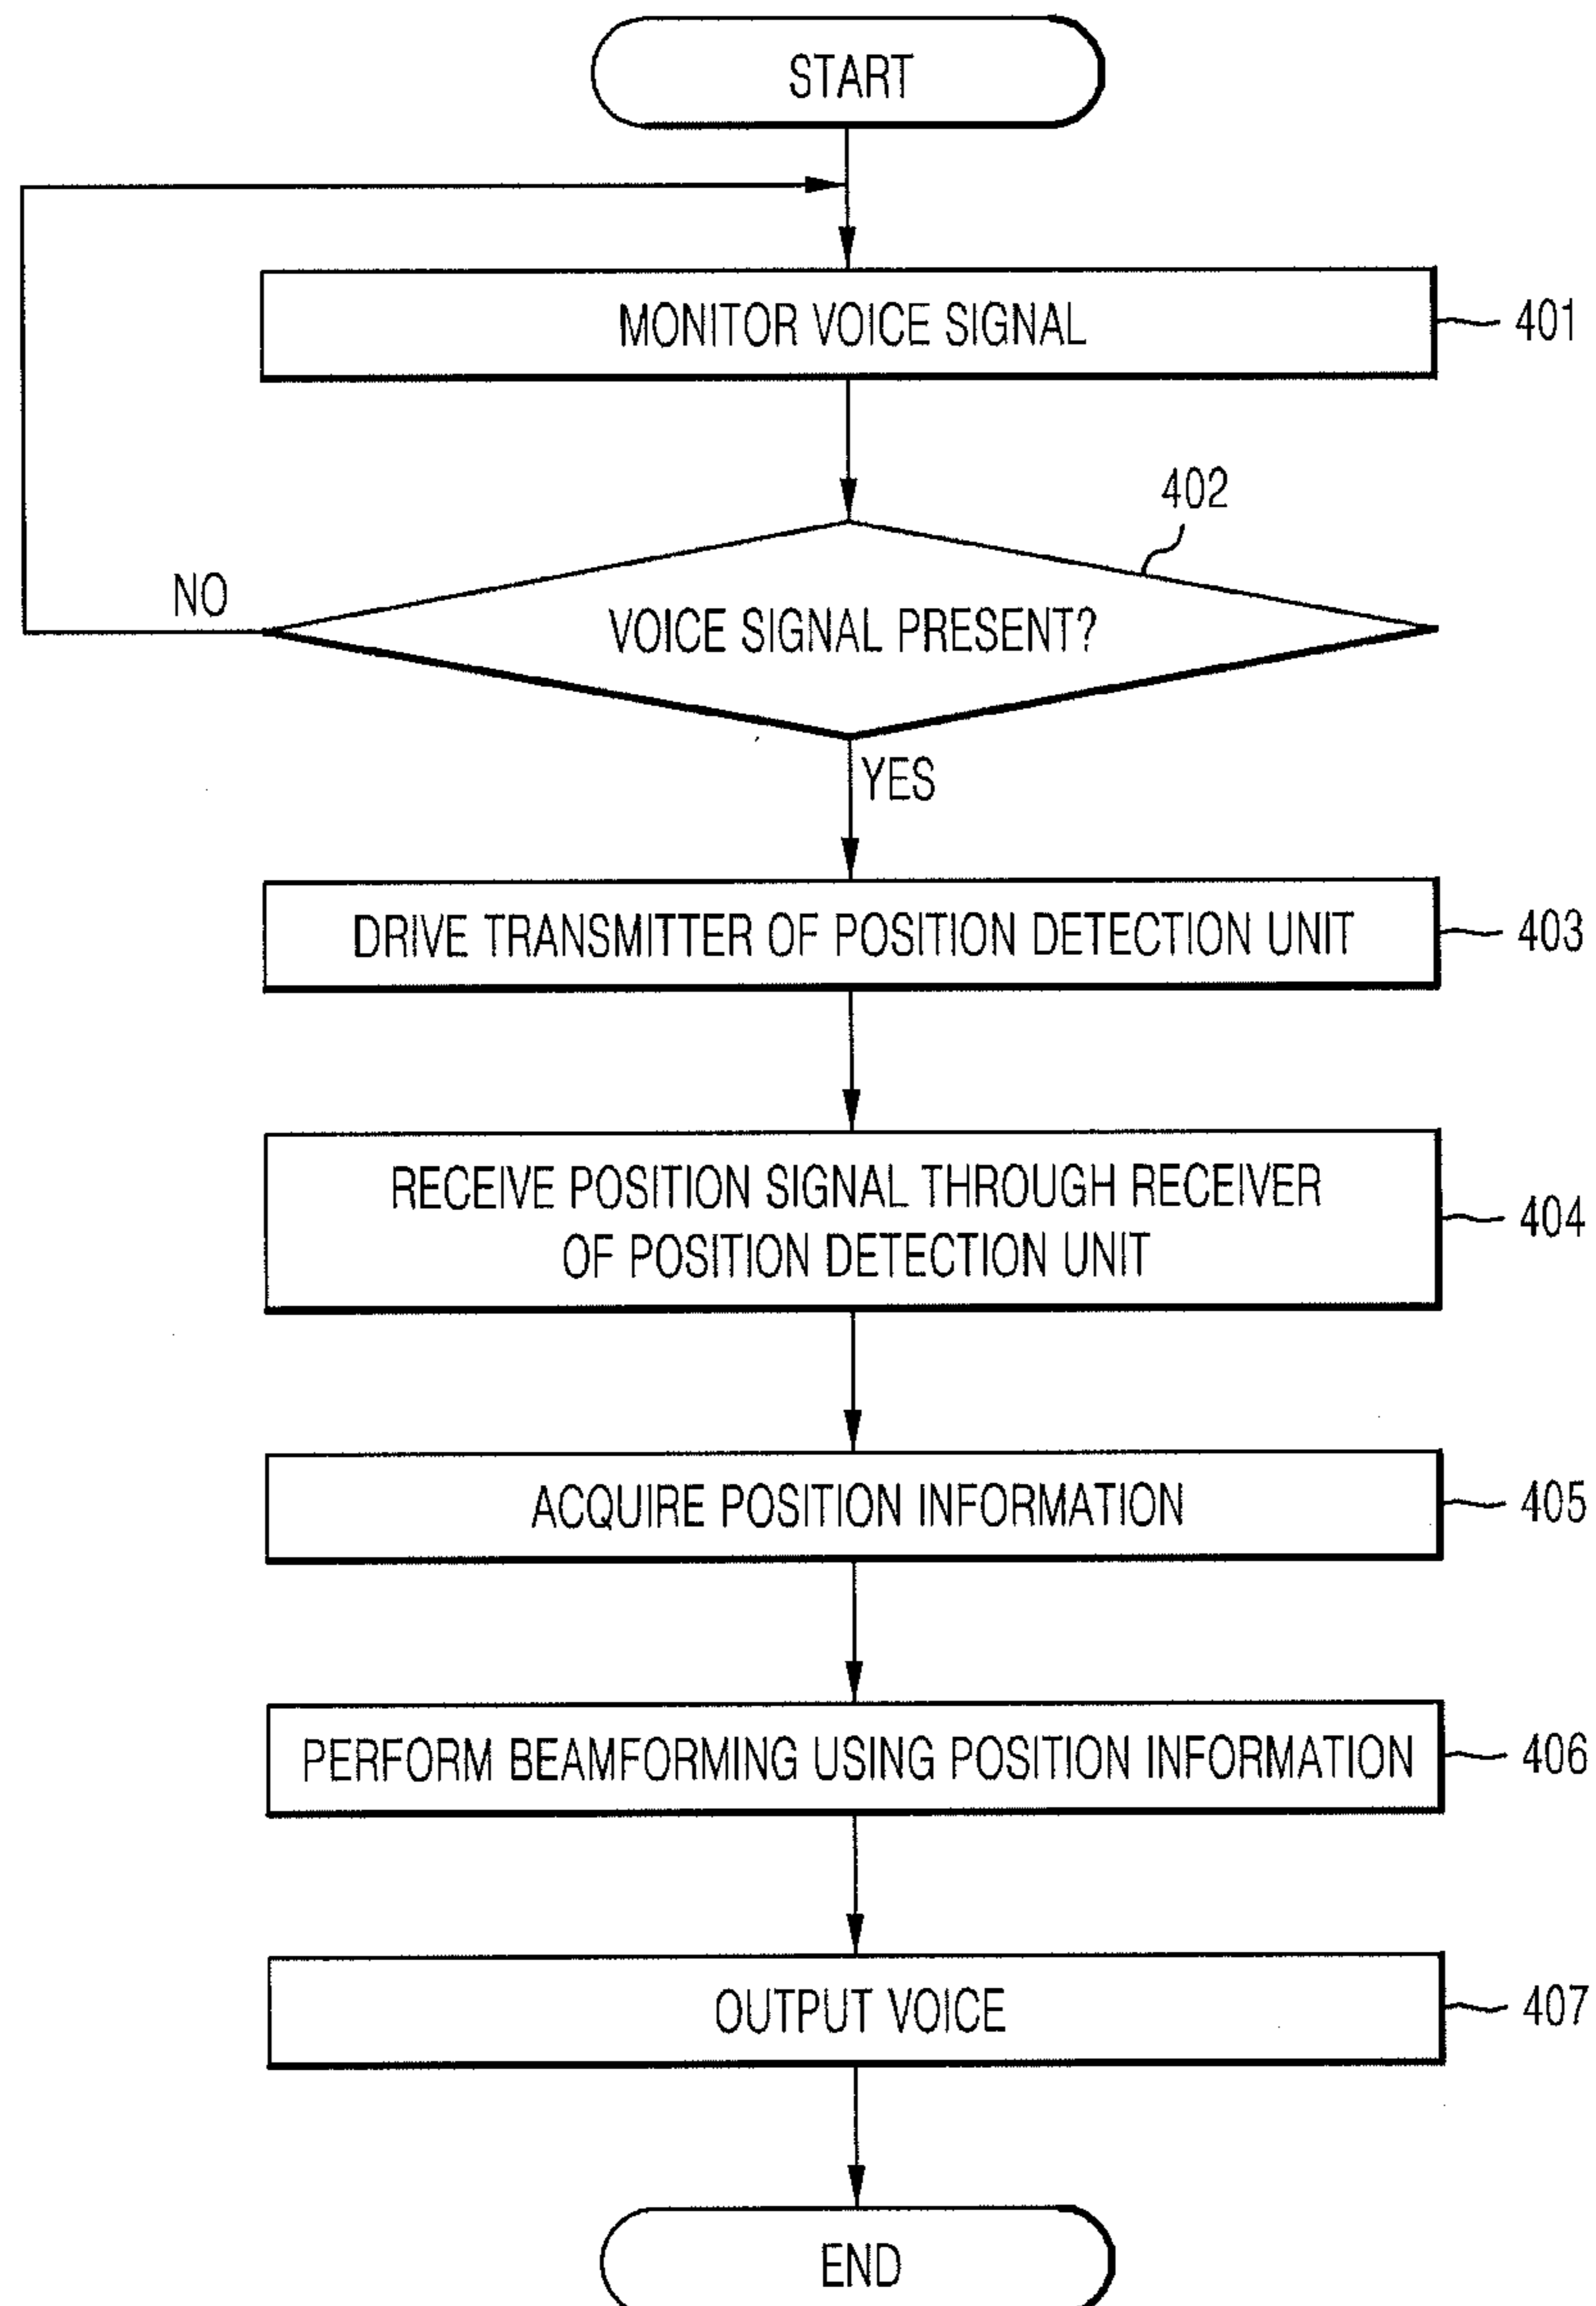 START
MONITOR VOICE SIGNAL
401
402
NO
VOICE SIGNAL PRESENT?
YES
DRIVE TRANSMITTER OF POSITION DETECTION UNIT
403
RECEIVE POSITION SIGNAL THROUGH RECEIVER
OF POSITION DETECTION UNIT
404
ACQUIRE POSITION INFORMATION
405
PERFORM BEAMFORMING USING POSITION INFORMATION
406
OUTPUT VOICE
407
END